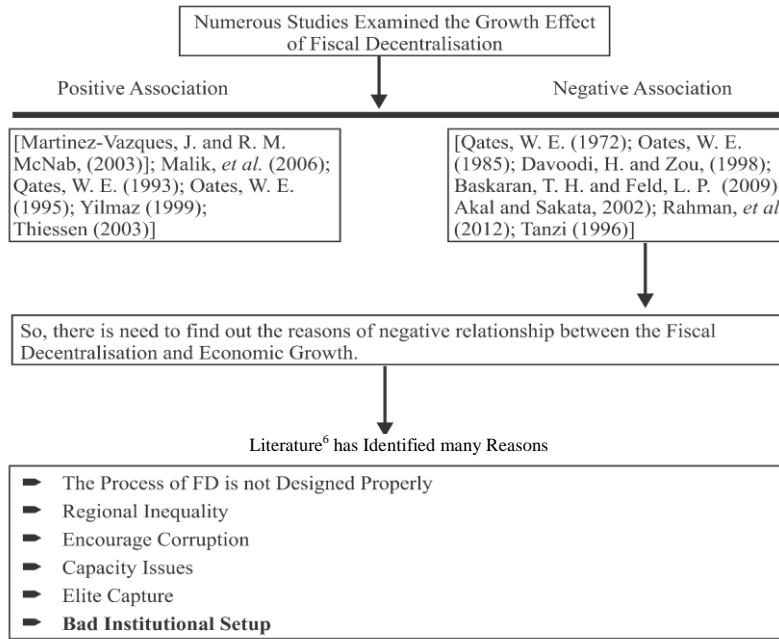 Numerous Studies Examined the Growth Effect
of Fiscal Decentralisation
Positive Association
Negative Association
[Martinez-Vazques, J. and R. M.
McNab, (2003)]; Malik, et al. (2006);
Qates, W. E. (1993); Oates, W. E.
(1995); Yilmaz (1999);
Thiessen (2003)]
[Qates, W. E. (1972); Oates, W. E.
(1985); Davoodi, H. and Zou, (1998);
Baskaran, T. H. and Feld, L. P. (2009)
Akal and Sakata, 2002); Rahman, et al
(2012); Tanzi (1996)]
So, there is need to find out the reasons of negative relationship between the Fiscal
Decentralisation and Economic Growth.
Literature⁶ has Identified many Reasons
The Process of FD is not Designed Properly
Regional Inequality
Encourage Corruption
Capacity Issues
Elite Capture
Bad Institutional Setup